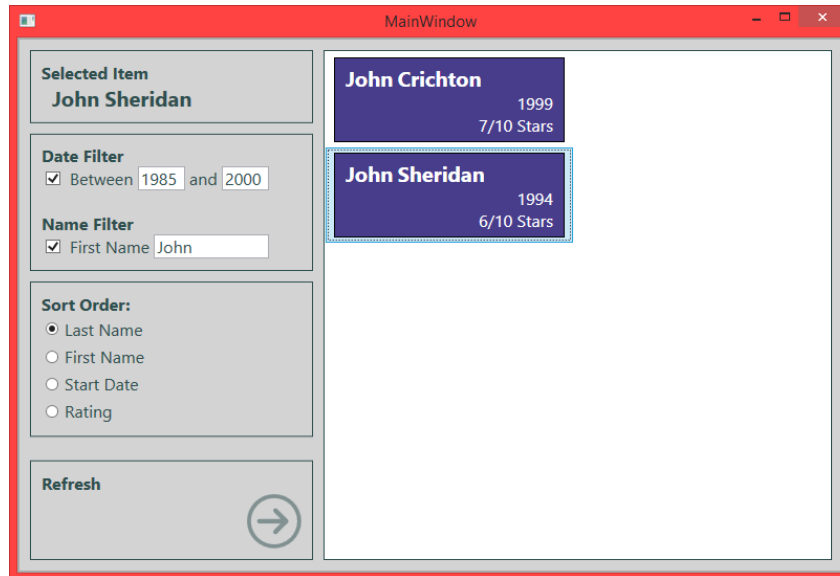 MainWindow
Selected Item
John Sheridan
Date Filter
Between 1985 and 2000
Name Filter
First Name John
Sort Order:
Last Name
First Name
Start Date
Rating
Refresh
John Crichton
1999
7/10 Stars
John Sheridan
1994
6/10 Stars